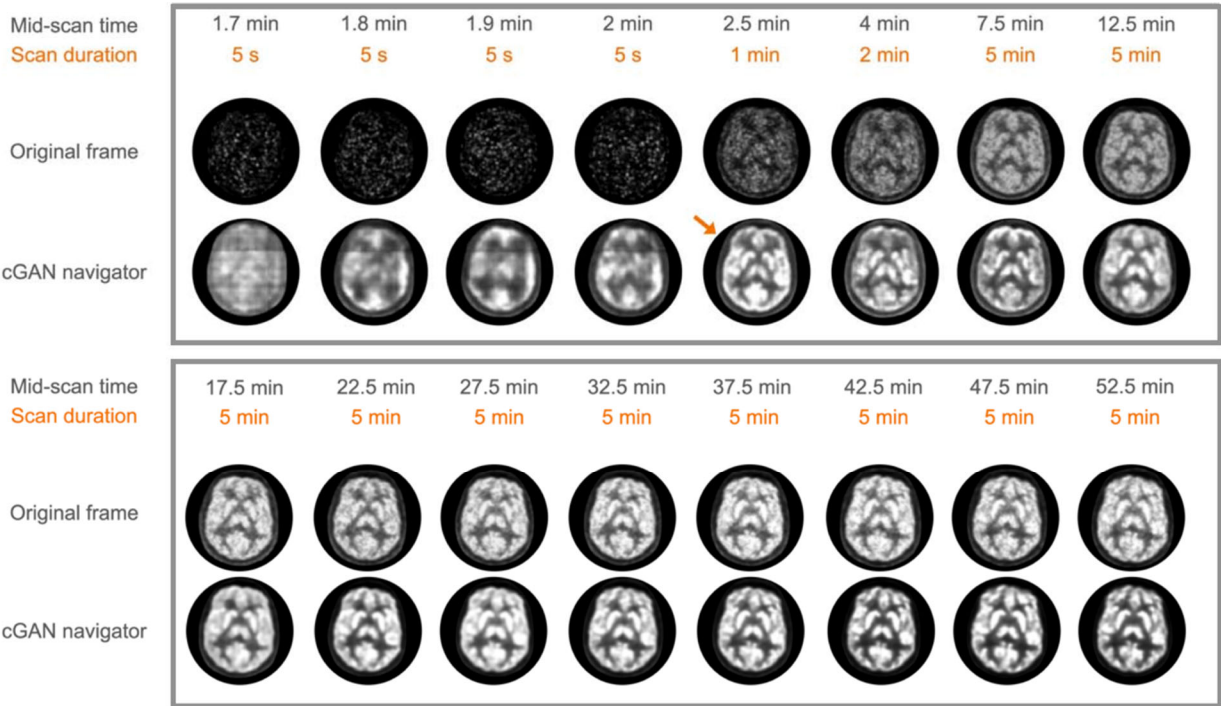 Mid-scan time 1.7 min 1.8 min 1.9 min 2 min 2.5 min 4 min 7.5 min 12.5 min
Scan duration 5 s 5 s 5 s 5 s 1 min 2 min 5 min 5 min
Original frame
cGAN navigator
Mid-scan time 17.5 min 22.5 min 27.5 min 32.5 min 37.5 min 42.5 min 47.5 min 52.5 min
Scan duration 5 min 5 min 5 min 5 min 5 min 5 min 5 min 5 min
Original frame
cGAN navigator